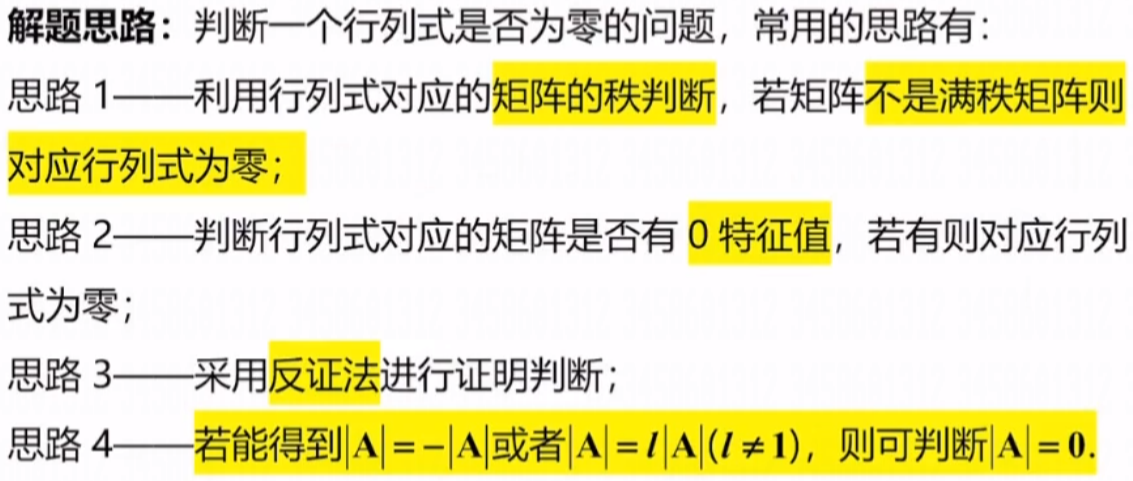 解题思路：判断一个行列式是否为零的问题，常用的思路有：
思路 1——利用行列式对应的矩阵的秩判断，若矩阵不是满秩矩阵则
对应行列式为零；
思路 2——判断行列式对应的矩阵是否有 0 特征值，若有则对应行列
式为零；
思路 3——采用反证法进行证明判断；
思路 4——若能得到|A|=-|A|或者|A|=l|A|(l≠1)，则可判断|A|=0.